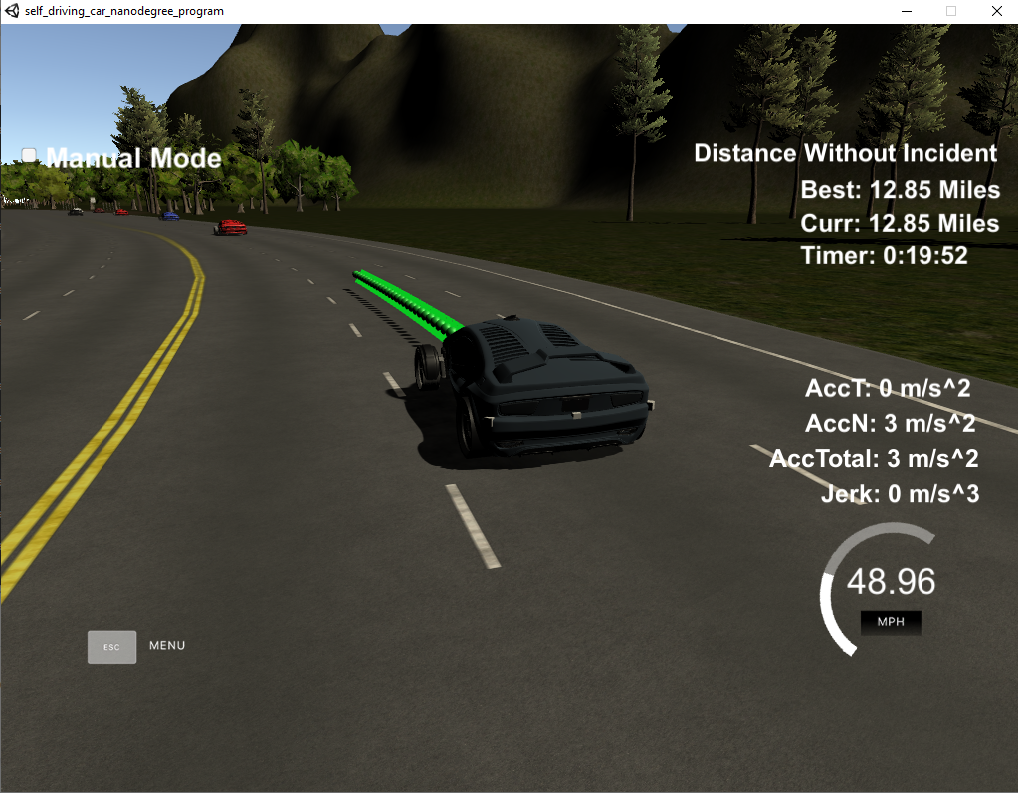 self_driving_car_nanodegree_program
Manual Mode
Distance Without Incident
Best: 12.85 Miles
Curr: 12.85 Miles
Timer: 0:19:52
AccT: 0 m/s^2
AccN: 3 m/s^2
AccTotal: 3 m/s^2
Jerk: 0 m/s^3
48.96
MPH
ESC MENU